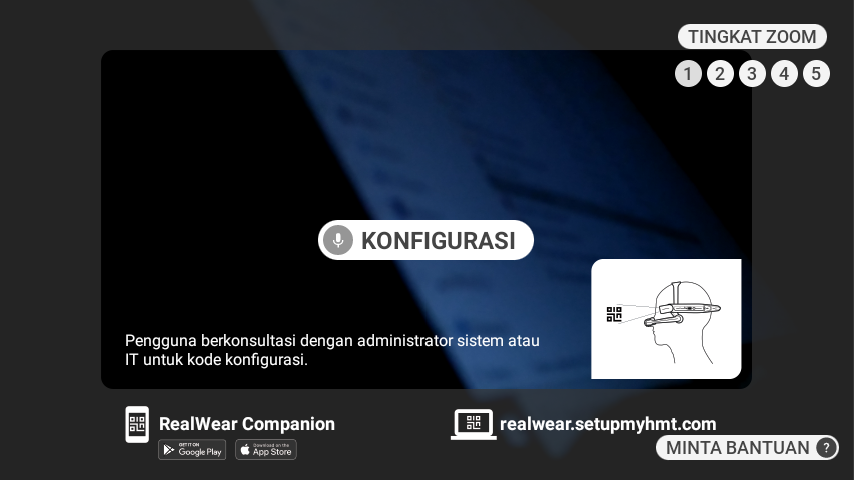 TINGKAT ZOOM
1 2 3 4 5
KONFIGURASI
Pengguna berkonsultasi dengan administrator sistem atau
IT untuk kode konfigurasi.
RealWear Companion
GET IT ON
Google Play
Download on the
App Store
realwear.setupmyhmt.com
MINTA BANTUAN ?